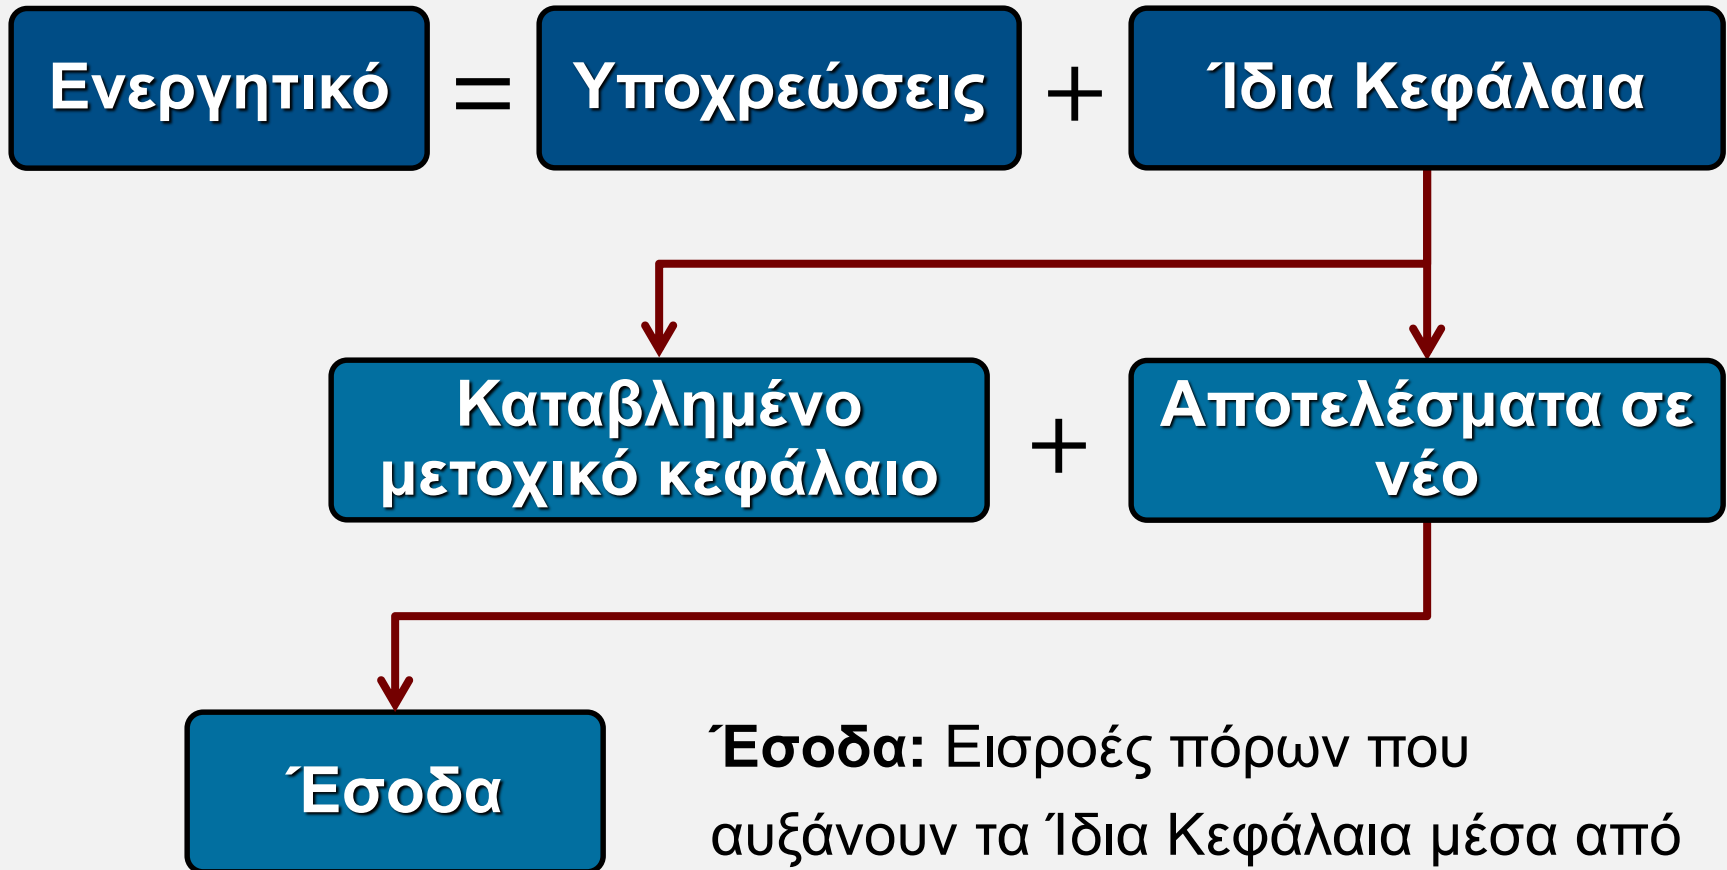 Ενεργητικό = Υποχρεώσεις + Ίδια Κεφάλαια
Καταβλημένο
μετοχικό κεφάλαιο
+
Αποτελέσματα σε
νέο
Έσοδα
Έσοδα: Εισροές πόρων που
αυξάνουν τα Ίδια Κεφάλαια μέσα από